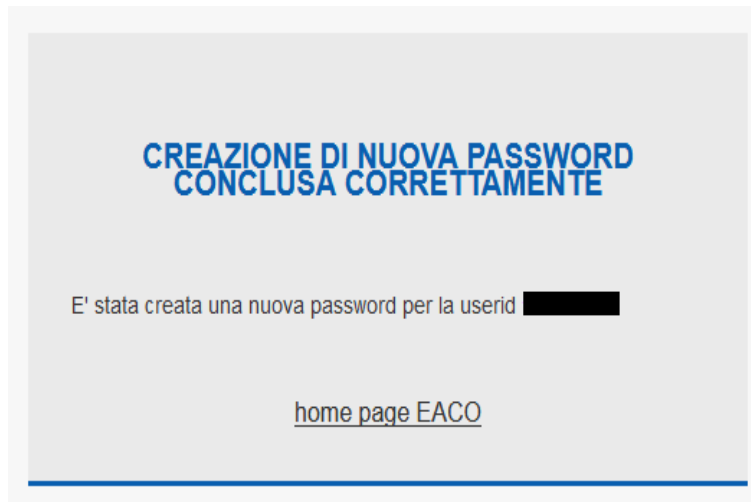 CREAZIONE DI NUOVA PASSWORD
CONCLUSA CORRETTAMENTE
E' stata creata una nuova password per la userid
home page EACO